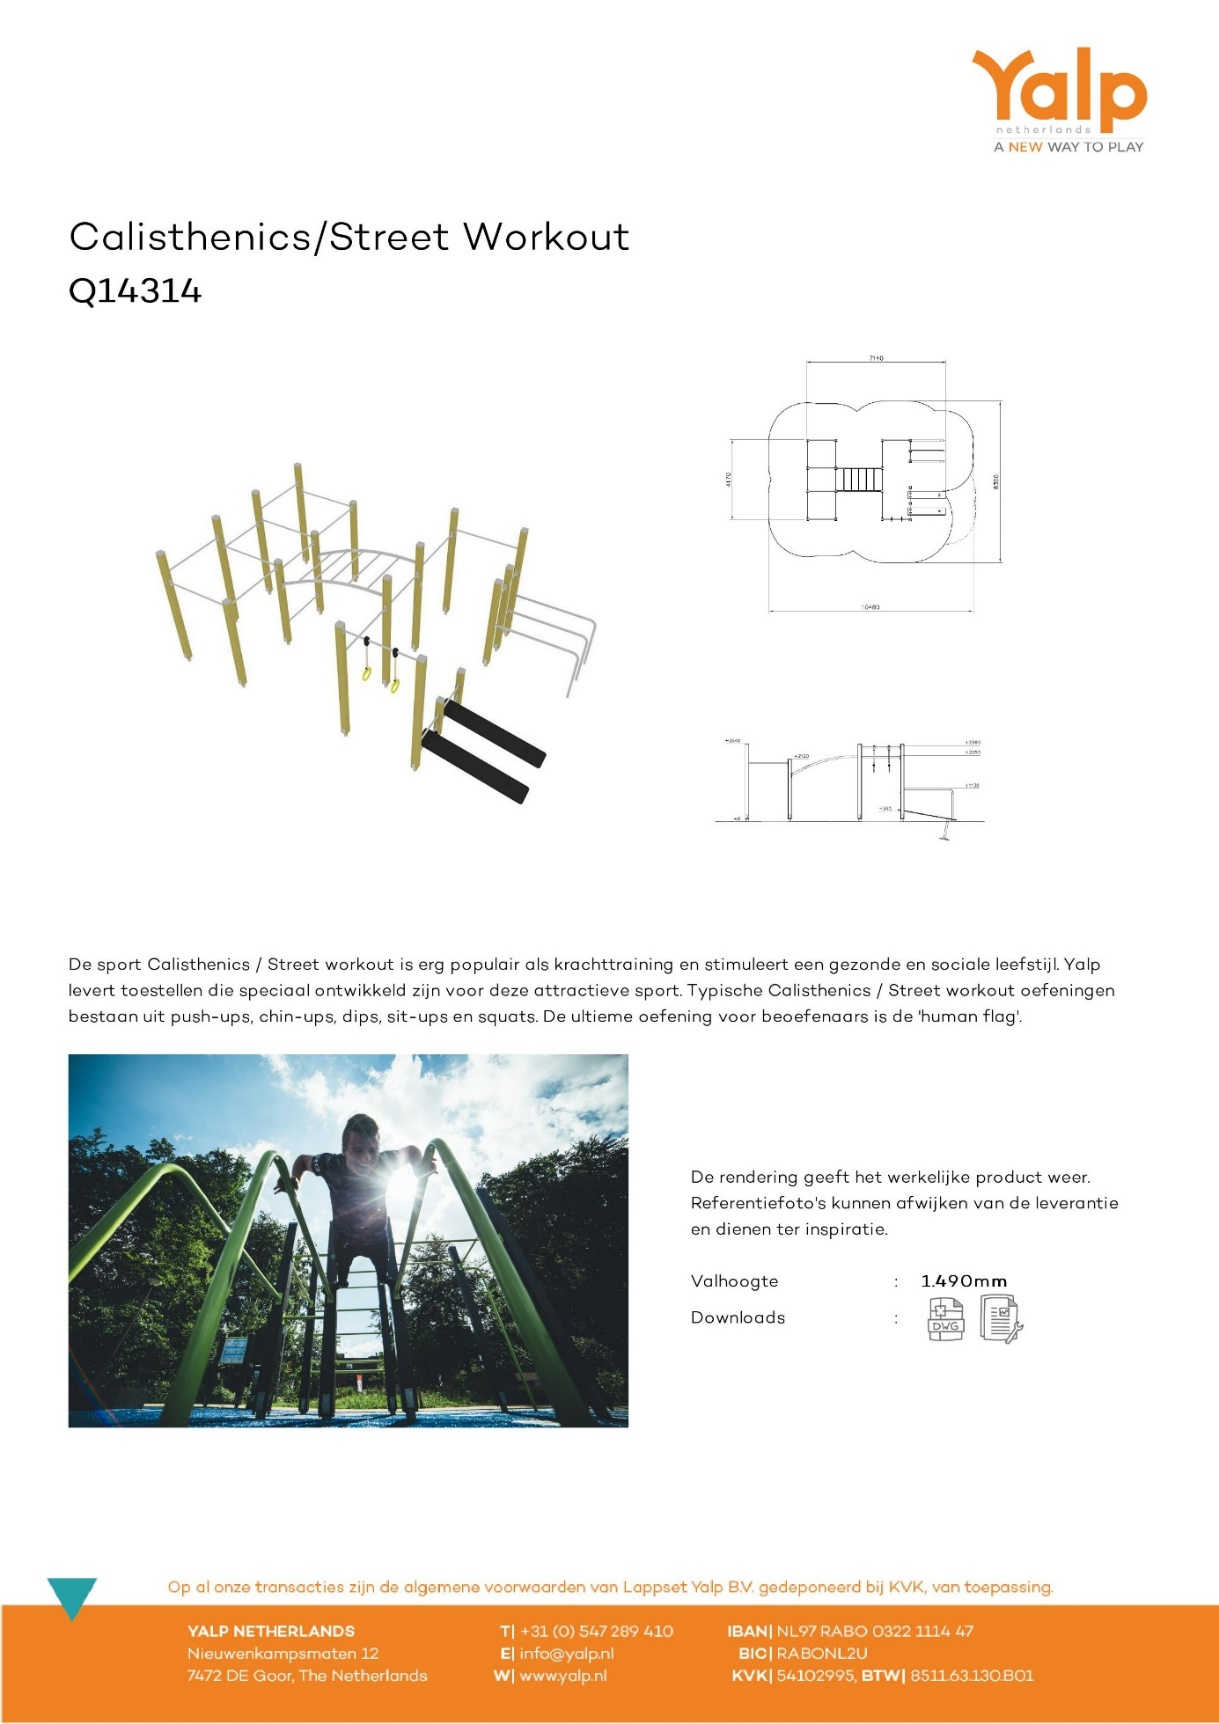 Yalp
netherlands
A NEW WAY TO PLAY
Calisthenics/Street Workout
Q14314
7140
4170
8300
10480
+2120
De sport Calisthenics / Street workout is erg populair als krachttraining en stimuleert een gezonde en sociale leefstijl. Yalp
levert toestellen die speciaal ontwikkeld zijn voor deze attractieve sport. Typische Calisthenics / Street workout oefeningen
bestaan uit push-ups, chin-ups, dips, sit-ups en squats. De ultieme oefening voor beoefenaars is de 'human flag'.
De rendering geeft het werkelijke product weer.
Referentiefoto's kunnen afwijken van de leverantie
en dienen ter inspiratie.
Valhoogte : 1.490mm
Downloads :
DWG
Op al onze transacties zijn de algemene voorwaarden van Lappset Yalp B.V. gedeponeerd bij KVK, van toepassing.
YALP NETHERLANDS
Nieuwenkampsmaten 12
7472 DE Goor, The Netherlands
T| +31 (0) 547 289 410
E| info@yalp.nl
W| www.yalp.nl
IBAN| NL97 RABO 0322 1114 47
BIC| RABONL2U
KVK| 54102995, BTW| 8511.63.130.B01